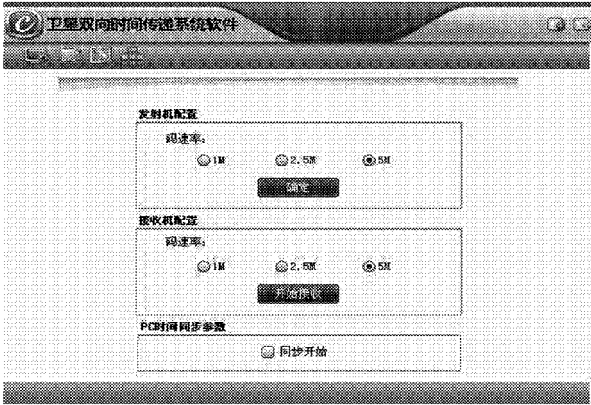 卫星双向时间传递系统软件
发射机配置
码速率:
1M 2.5M 5M
确定
接收机配置
码速率:
1M 2.5M 5M
开始接收
PC时间同步参数
同步开始